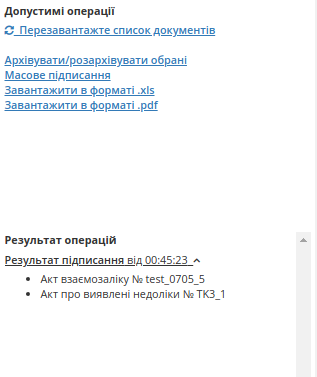 Допустимі операції
Перезавантажте список документів
Архівувати/розархівувати обрані
Масове підписання
Завантажити в форматі .xls
Завантажити в форматі .pdf
Результат операцій
Результат підписання від 00:45:23
Акт взаємозаліку № test_0705_5
Акт про виявлені недоліки № ТК3_1